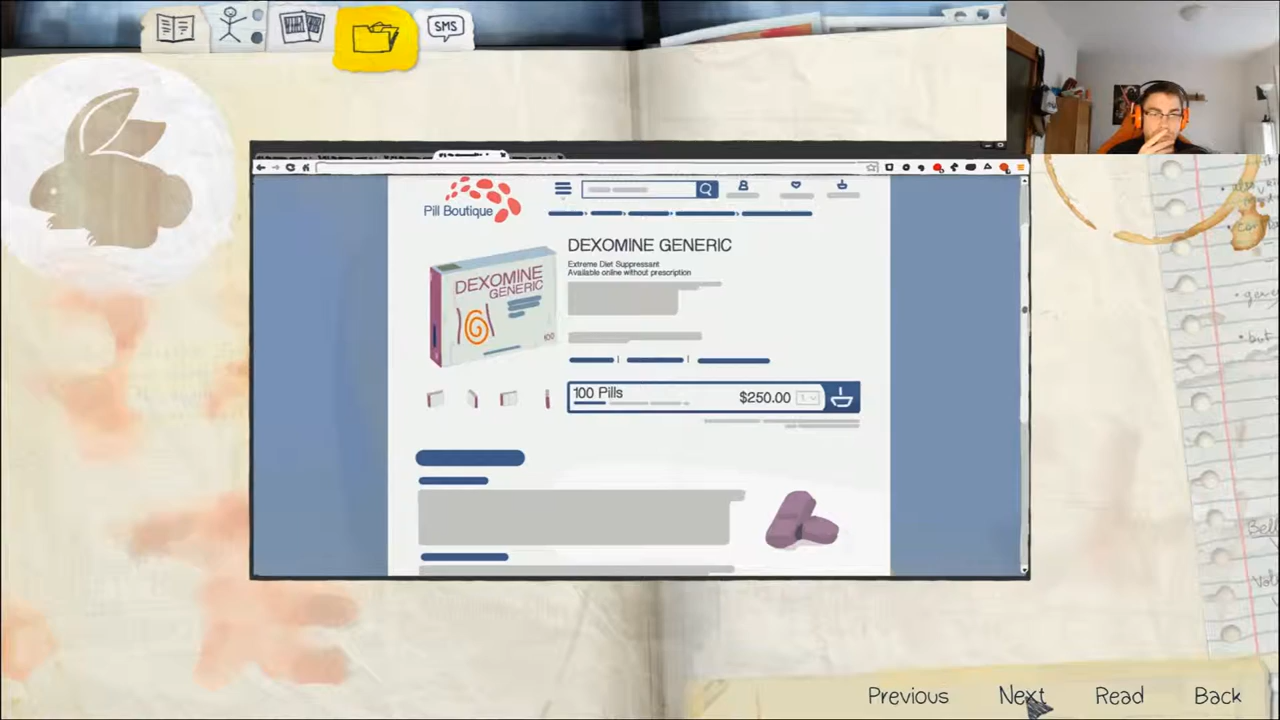 SMS
Pill Boutique
DEXOMINE GENERIC
Extreme Diet Suppressant
Available online without prescription
DEXOMINE
GENERIC
100
100 Pills
$250.00
Previous
Next
Read
Back